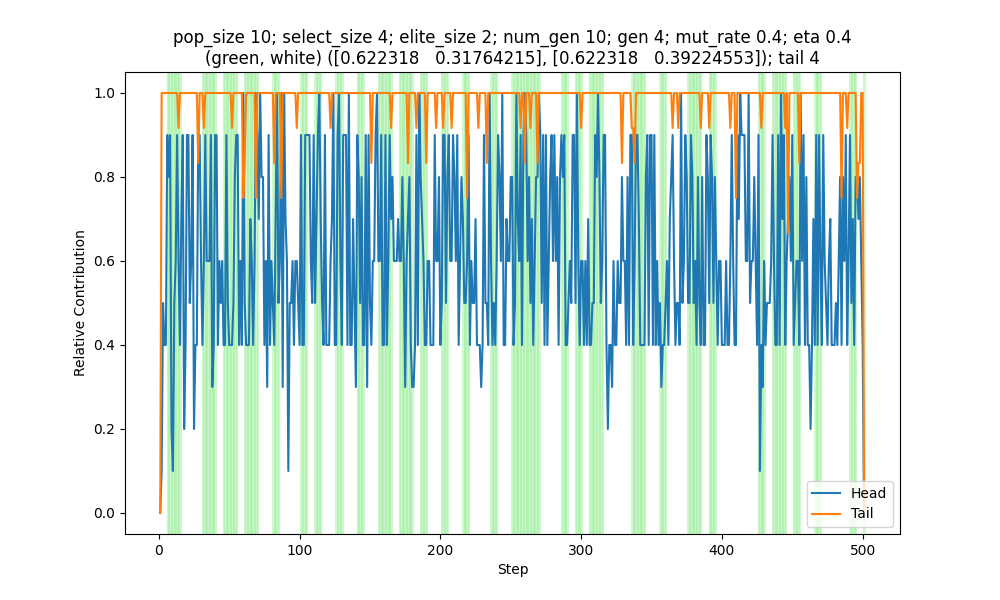 pop_size 10; select_size 4; elite_size 2; num_gen 10; gen 4; mut_rate 0.4; eta 0.4
(green, white) ([0.622318   0.31764215], [0.622318   0.39224553]); tail 4
1.0
0.8
0.6
0.4
0.2
0.0
Relative Contribution
0
100
200
300
400
500
Step
Head
Tail